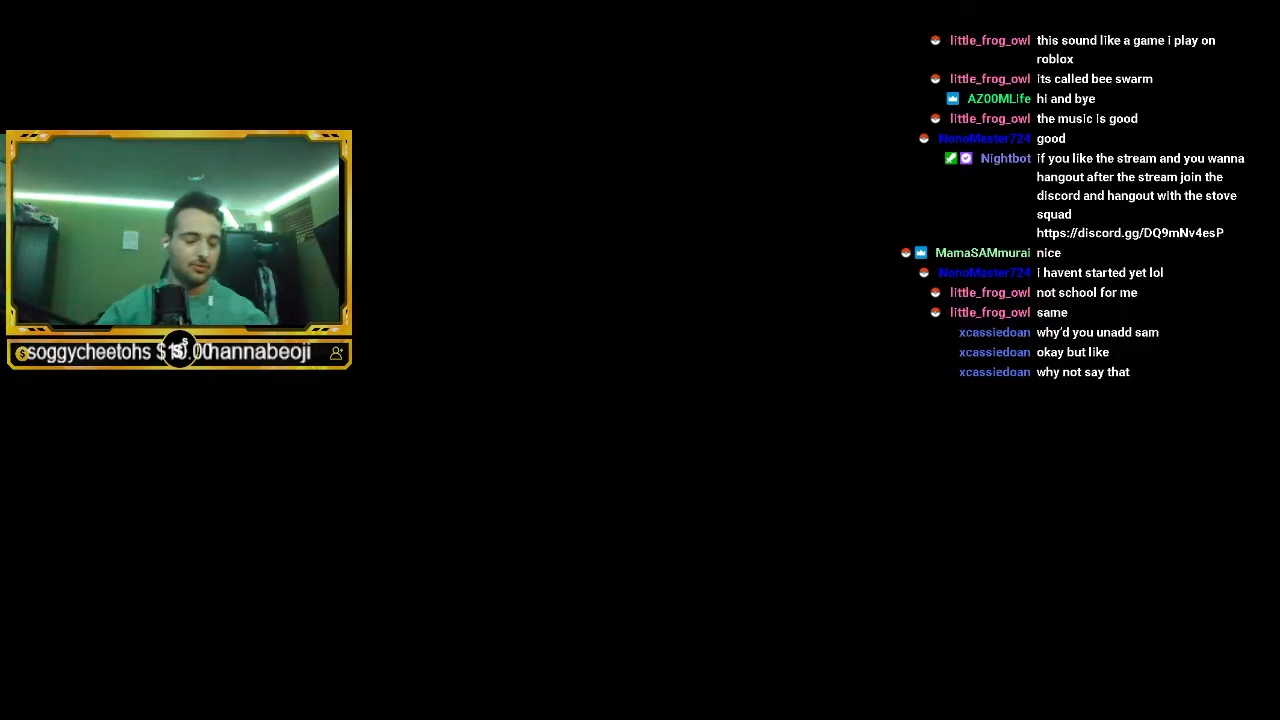 little_frog_owl this sound like a game i play on
roblox
little_frog_owl its called bee swarm
AZ00MLife hi and bye
little_frog_owl the music is good
NonoMaster724 good
Nightbot if you like the stream and you wanna
hangout after the stream join the
discord and hangout with the stove
squad
https://discord.gg/DQ9mNv4esP
MamaSAMmurai nice
NonoMaster724 i havent started yet lol
little_frog_owl not school for me
little_frog_owl same
xcassiedoan why'd you unadd sam
xcassiedoan okay but like
xcassiedoan why not say that
soggycheetohs hannabeoji